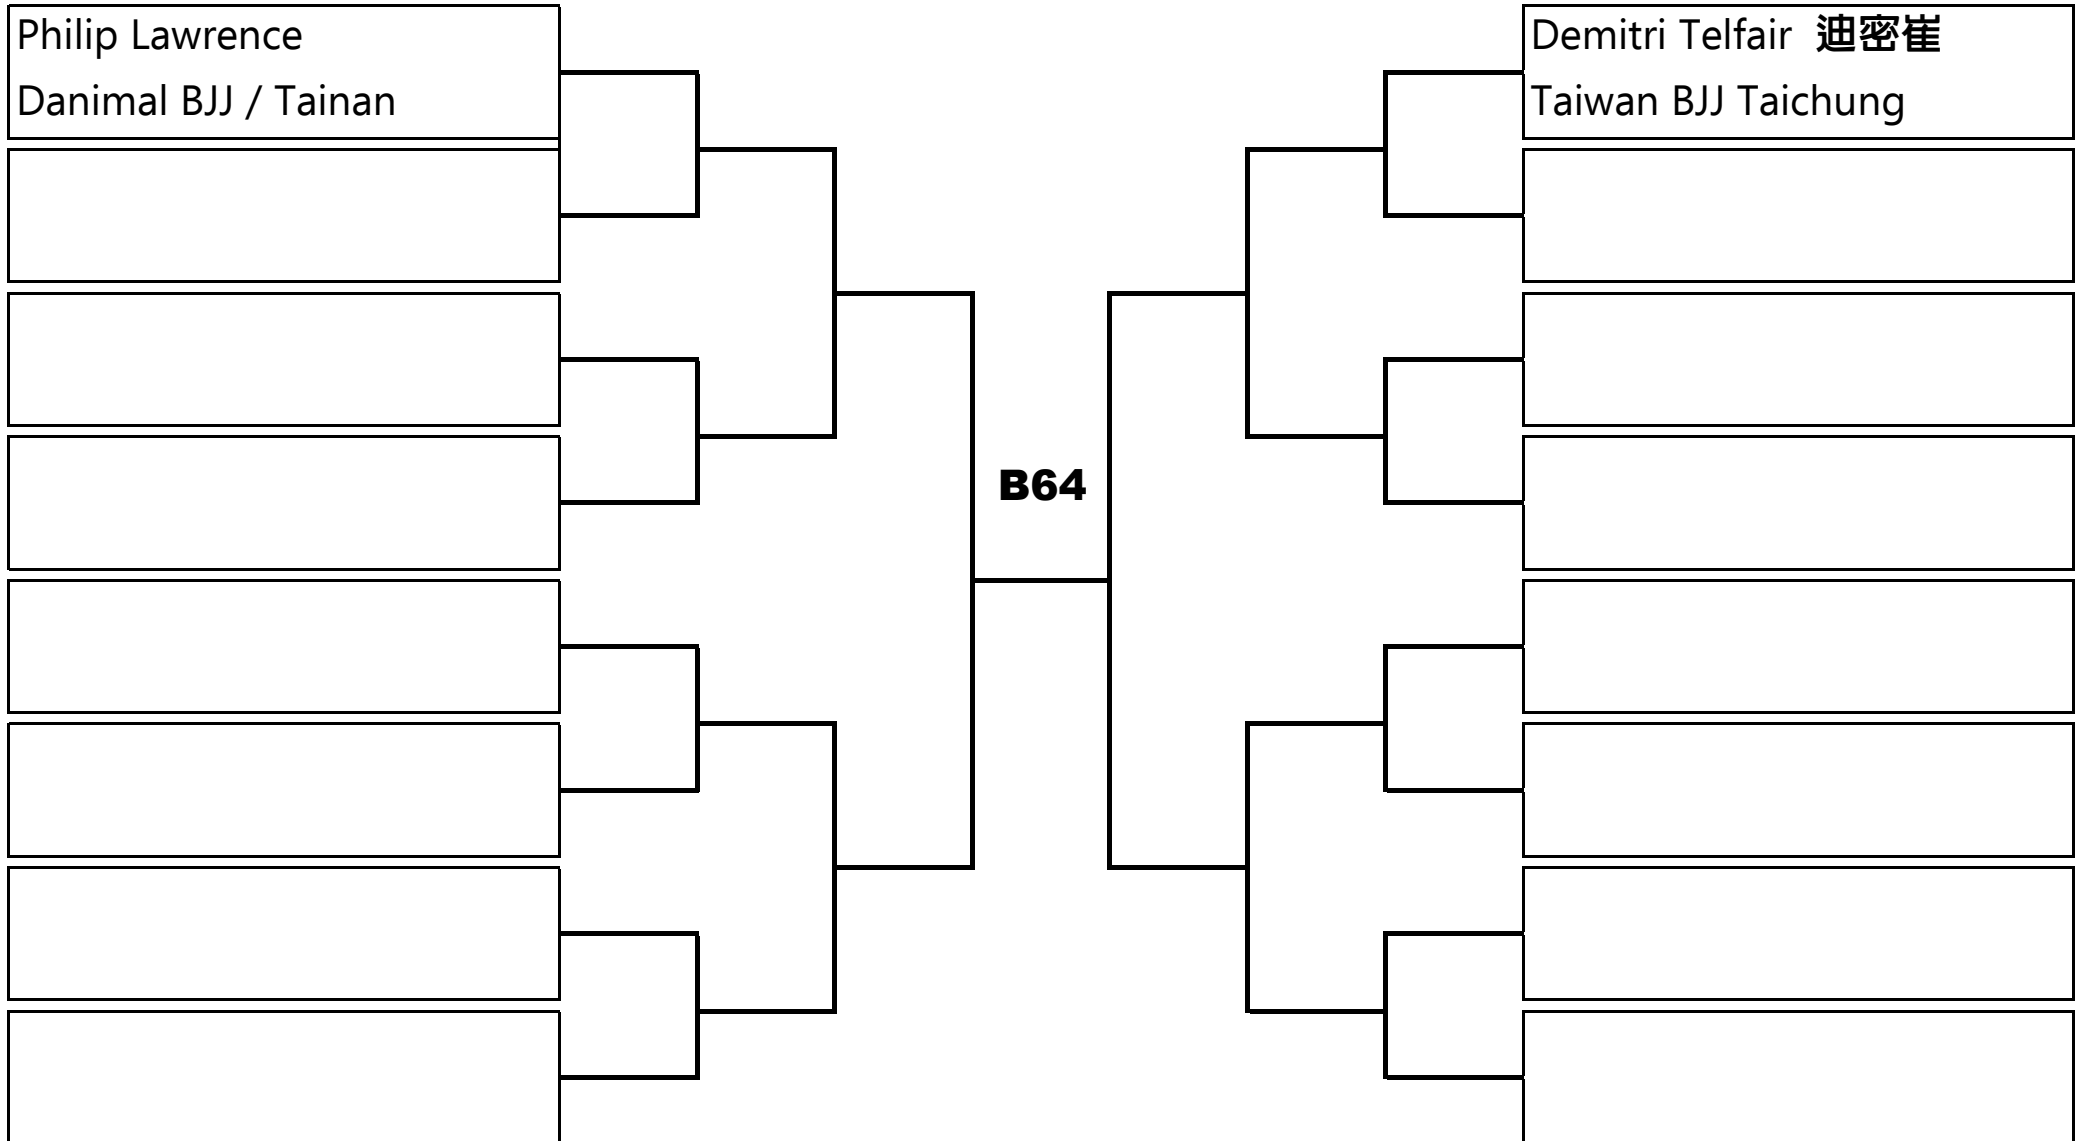 Philip Lawrence
Danimal BJJ / Tainan
Demitri Telfair 迪密崔
Taiwan BJJ Taichung
B64